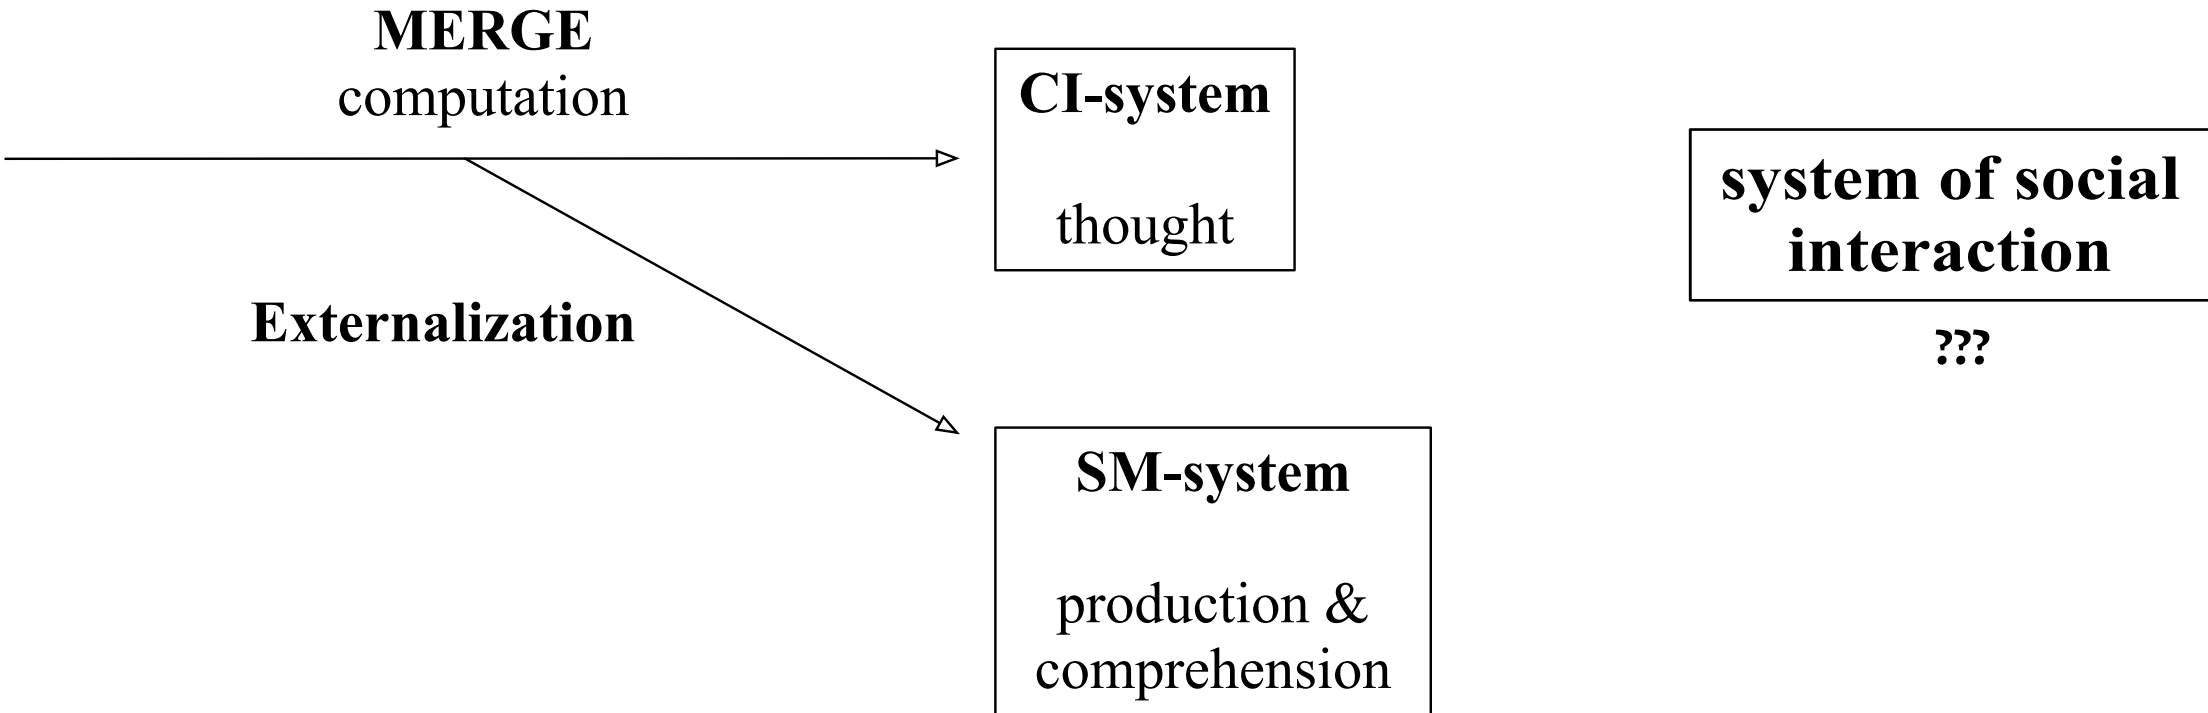 MERGE
computation
CI-system
thought
system of social
interaction
???
Externalization
SM-system
production &
comprehension